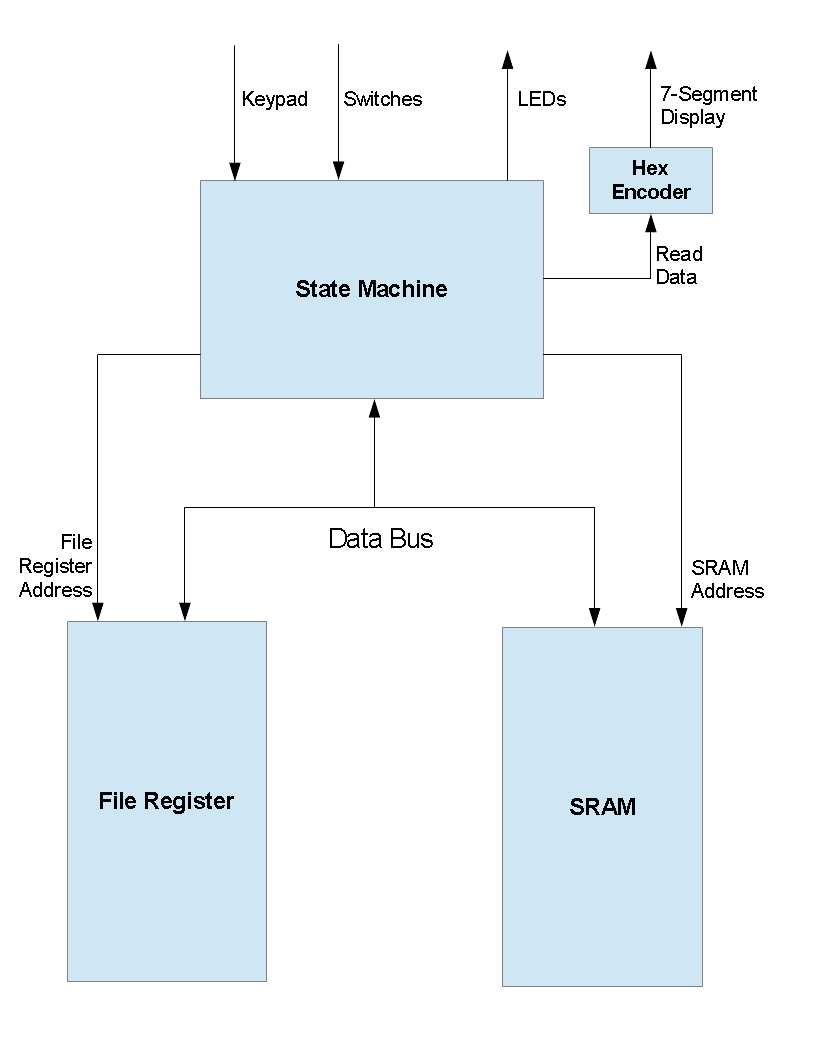 Keypad
Switches
LEDs
7-Segment
Display
Hex
Encoder
Read
Data
State Machine
File
Register
Address
Data Bus
SRAM
Address
File Register
SRAM